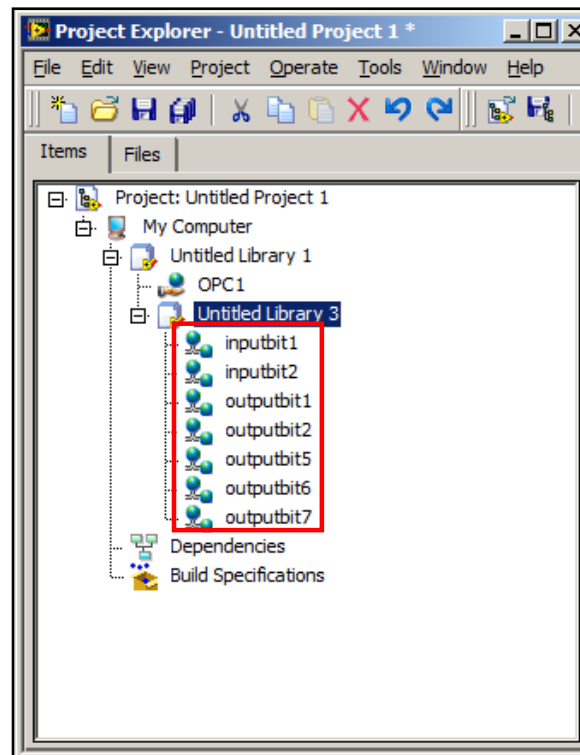 Project Explorer - Untitled Project 1 *
File Edit View Project Operate Tools Window Help
Items Files
Project: Untitled Project 1
My Computer
Untitled Library 1
OPC1
Untitled Library 3
inputbit1
inputbit2
outputbit1
outputbit2
outputbit5
outputbit6
outputbit7
Dependencies
Build Specifications